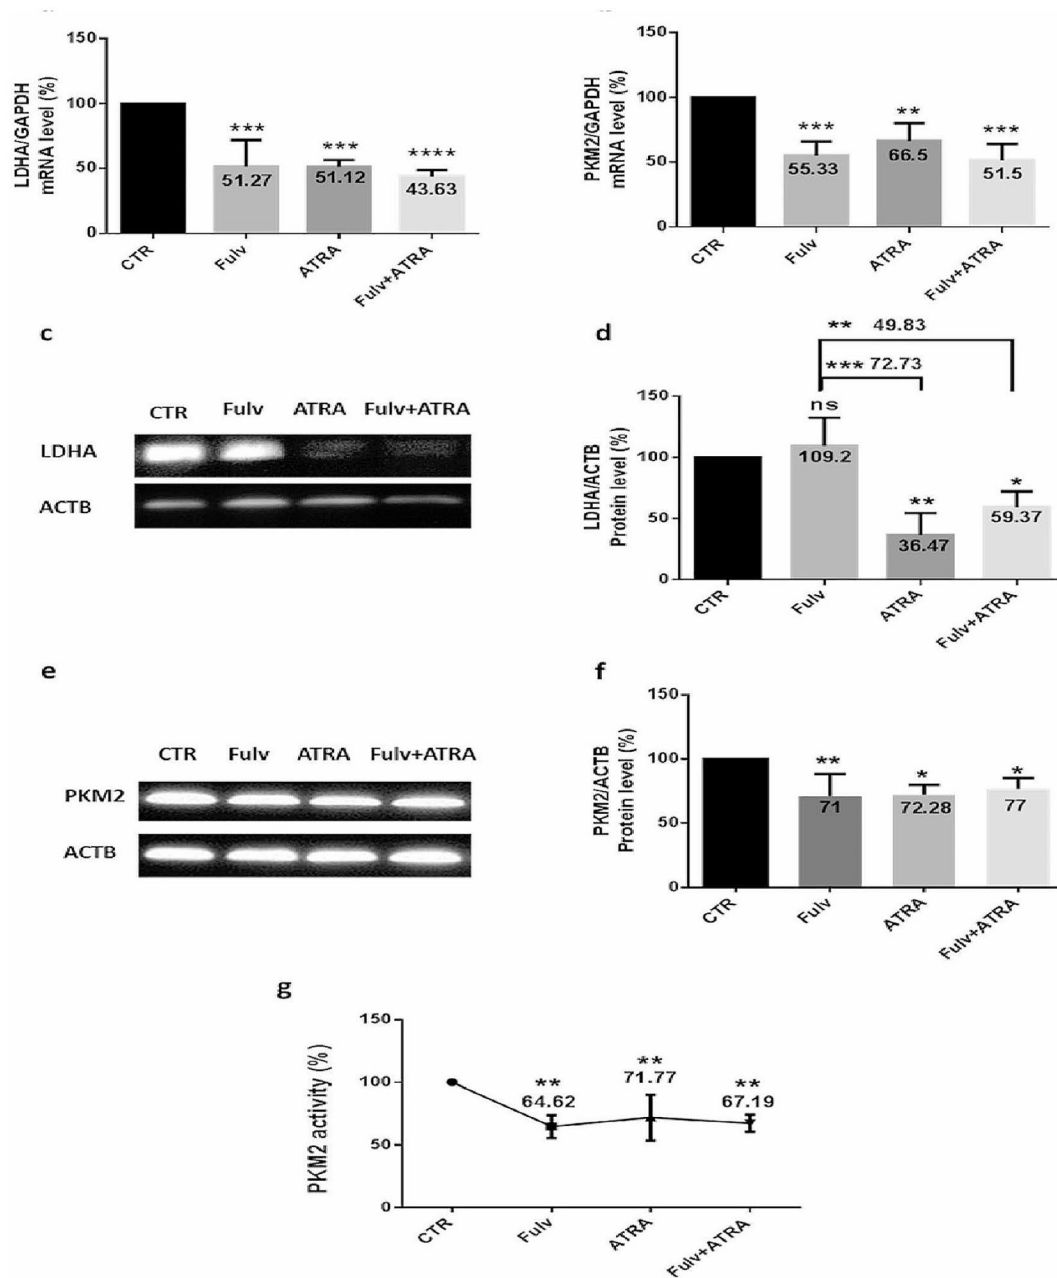 150
100
50
0
LDHA/GAPDH
mRNA level (%)
***
***
****
51.27
51.12
43.63
CTR
Fulv
ATRA
Fulv+ATRA
150
100
50
0
PKM2/GAPDH
mRNA level (%)
***
**
***
55.33
66.5
51.5
CTR
Fulv
ATRA
Fulv+ATRA
c
CTR Fulv ATRA Fulv+ATRA
LDHA
ACTB
d
** 49.83
*** 72.73
150
100
50
0
LDHA/ACTB
Protein level (%)
ns
**
*
109.2
36.47
59.37
CTR
Fulv
ATRA
Fulv+ATRA
e
CTR Fulv ATRA Fulv+ATRA
PKM2
ACTB
f
150
100
50
0
PKM2/ACTB
Protein level (%)
**
*
*
71
72.28
77
CTR
Fulv
ATRA
Fulv+ATRA
g
150
100
50
0
PKM2 activity (%)
**
64.62
**
71.77
**
67.19
CTR
Fulv
ATRA
Fulv+ATRA